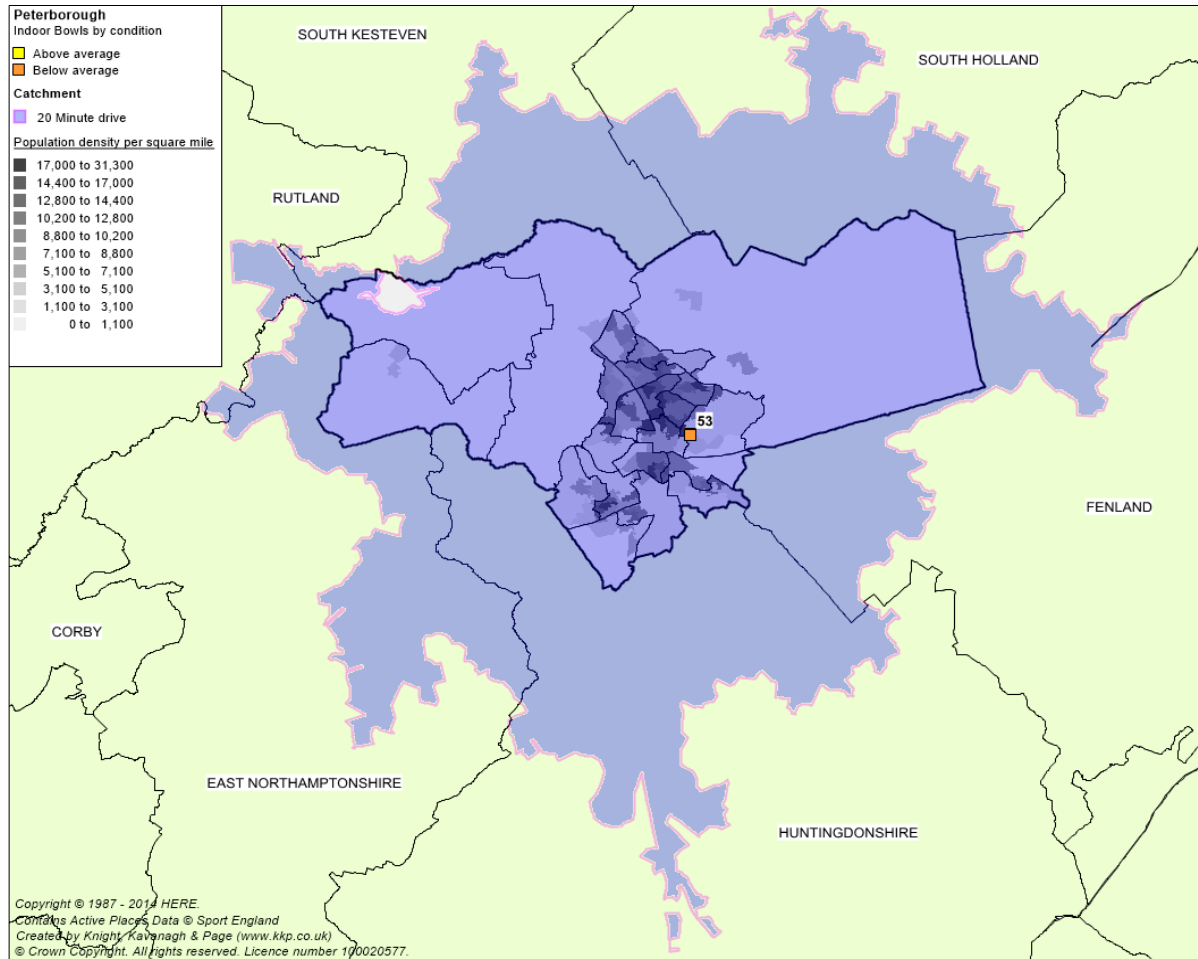 Peterborough
Indoor Bowls by condition
Above average
Below average
Catchment
20 Minute drive
Population density per square mile
17,000 to 31,300
14,400 to 17,000
12,800 to 14,400
10,200 to 12,800
8,800 to 10,200
7,100 to 8,800
5,100 to 7,100
3,100 to 5,100
1,100 to 3,100
0 to 1,100
SOUTH KESTEVEN
SOUTH HOLLAND
RUTLAND
53
FENLAND
CORBY
EAST NORTHAMPTONSHIRE
HUNTINGDONSHIRE
Copyright © 1987 - 2014 HERE.
Contains Active Places Data © Sport England
Created by Knight, Kavanagh & Page (www.kkp.co.uk)
© Crown Copyright. All rights reserved. Licence number 100020577.